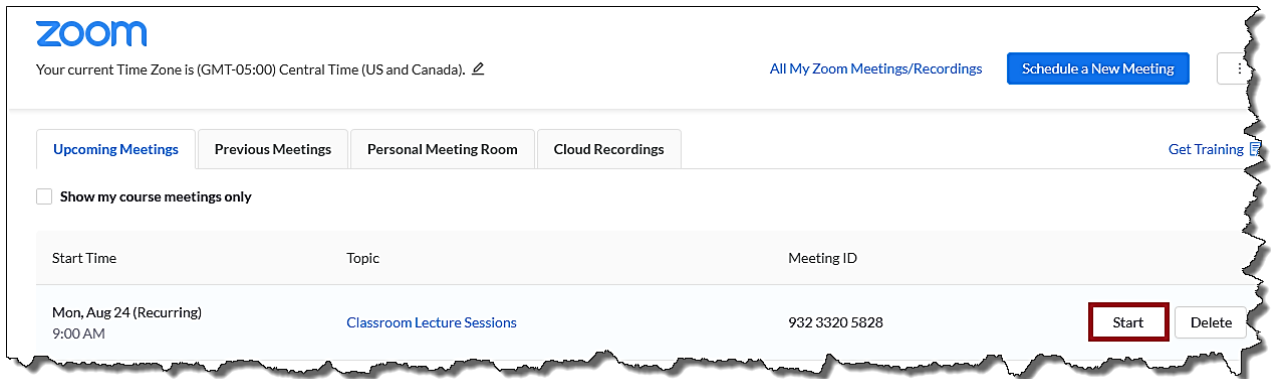 zoom
Your current Time Zone is (GMT-05:00) Central Time (US and Canada).
All My Zoom Meetings/Recordings
Schedule a New Meeting
Upcoming Meetings
Previous Meetings
Personal Meeting Room
Cloud Recordings
Get Training
Show my course meetings only
Start Time
Topic
Meeting ID
Mon, Aug 24 (Recurring)
9:00 AM
Classroom Lecture Sessions
932 3320 5828
Start
Delete